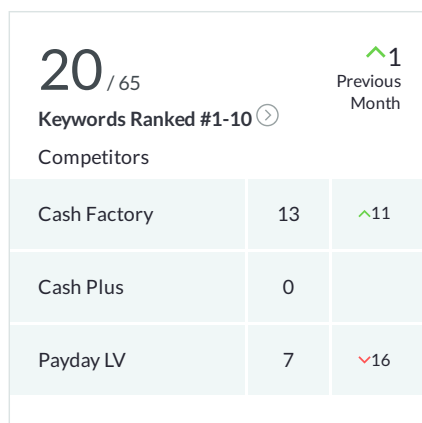 20 / 65
1
Previous
Month
Keywords Ranked #1-10
Competitors
Cash Factory 13 11
Cash Plus 0
Payday LV 7 16